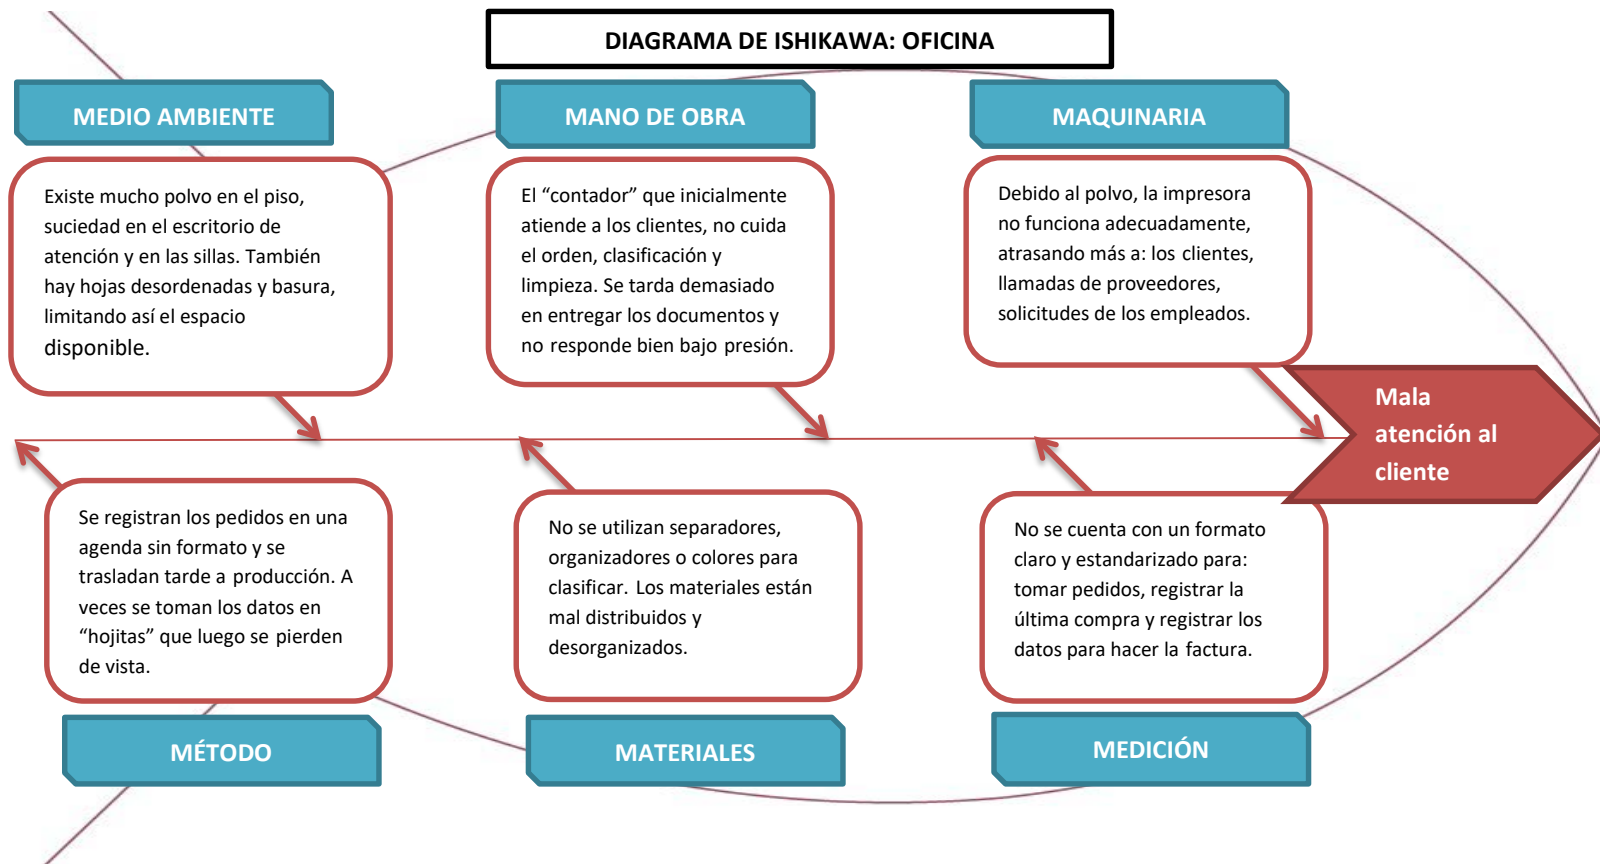 DIAGRAMA DE ISHIKAWA: OFICINA
MEDIO AMBIENTE
MANO DE OBRA
MAQUINARIA
Existe mucho polvo en el piso,
suciedad en el escritorio de
atención y en las sillas. También
hay hojas desordenadas y basura,
limitando así el espacio
disponible.
El “contador” que inicialmente
atiende a los clientes, no cuida
el orden, clasificación y
limpieza. Se tarda demasiado
en entregar los documentos y
no responde bien bajo presión.
Debido al polvo, la impresora
no funciona adecuadamente,
atrasando más a: los clientes,
llamadas de proveedores,
solicitudes de los empleados.
Mala
atención al
cliente
Se registran los pedidos en una
agenda sin formato y se
trasladan tarde a producción. A
veces se toman los datos en
“hojitas” que luego se pierden
de vista.
No se utilizan separadores,
organizadores o colores para
clasificar. Los materiales están
mal distribuidos y
desorganizados.
No se cuenta con un formato
claro y estandarizado para:
tomar pedidos, registrar la
última compra y registrar los
datos para hacer la factura.
MÉTODO
MATERIALES
MEDICIÓN